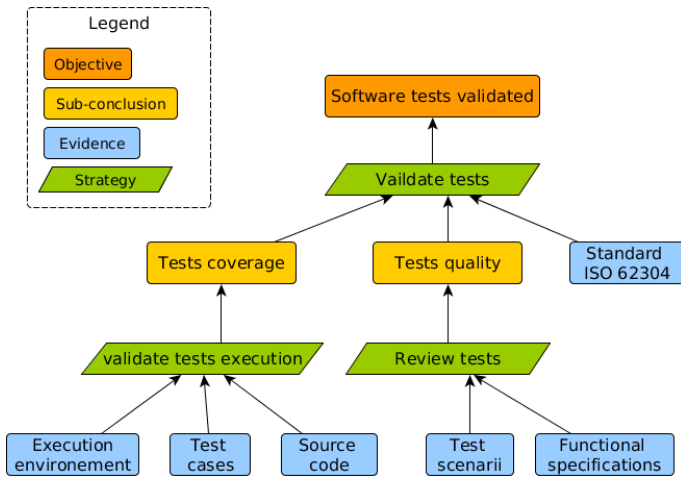 Legend
Objective
Sub-conclusion
Evidence
Strategy
Software tests validated
Vaildate tests
Tests coverage
Tests quality
Standard
ISO 62304
validate tests execution
Review tests
Execution
environement
Test
cases
Source
code
Test
scenarii
Functional
specifications